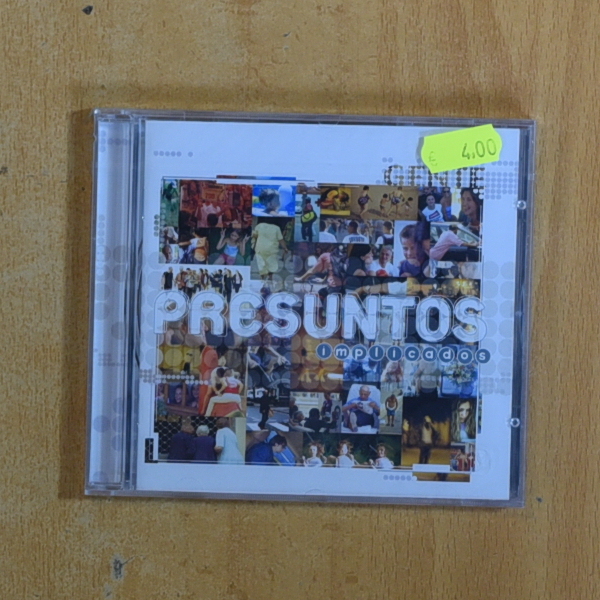 € 4,00
GENTE
PRESUNTOS
implicados